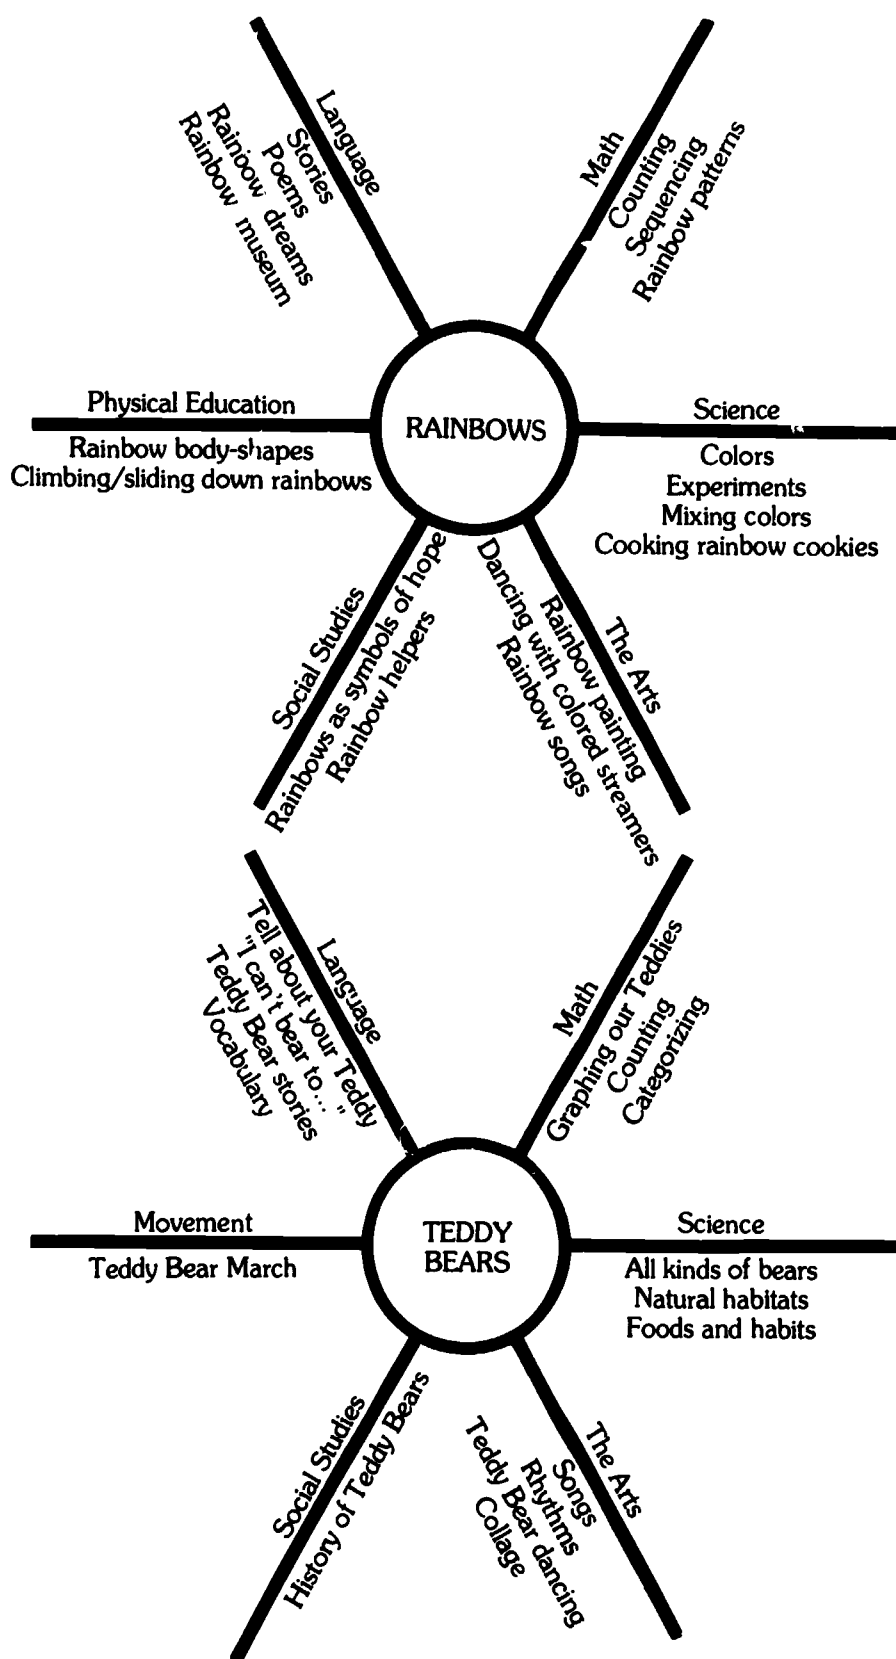 Language
Stories
Poems
Rainbow dreams
Rainbow museum
Math
Counting
Sequencing
Rainbow patterns
Physical Education
Rainbow body-shapes
Climbing/sliding down rainbows
RAINBOWS
Science
Colors
Experiments
Mixing colors
Cooking rainbow cookies
Social Studies
Rainbows as symbols of hope
Rainbow helpers
The Arts
Rainbow painting
Dancing with colored streamers
Rainbow songs
Language
Tell about your Teddy
"I can't bear to... "
Teddy Bear stories
Vocabulary
Math
Graphing our Teddies
Counting
Categorizing
Movement
Teddy Bear March
TEDDY
BEARS
Science
All kinds of bears
Natural habitats
Foods and habits
Social Studies
History of Teddy Bears
The Arts
Songs
Rhythms
Teddy Bear dancing
Collage